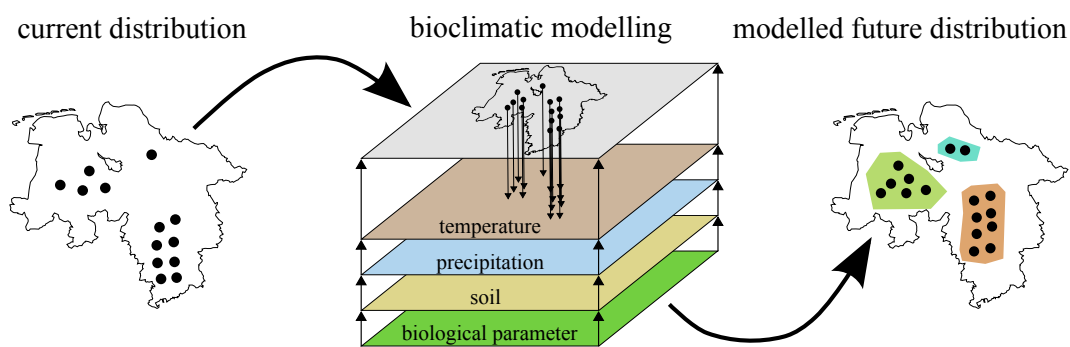 current distribution
bioclimatic modelling
modelled future distribution
temperature
precipitation
soil
biological parameter